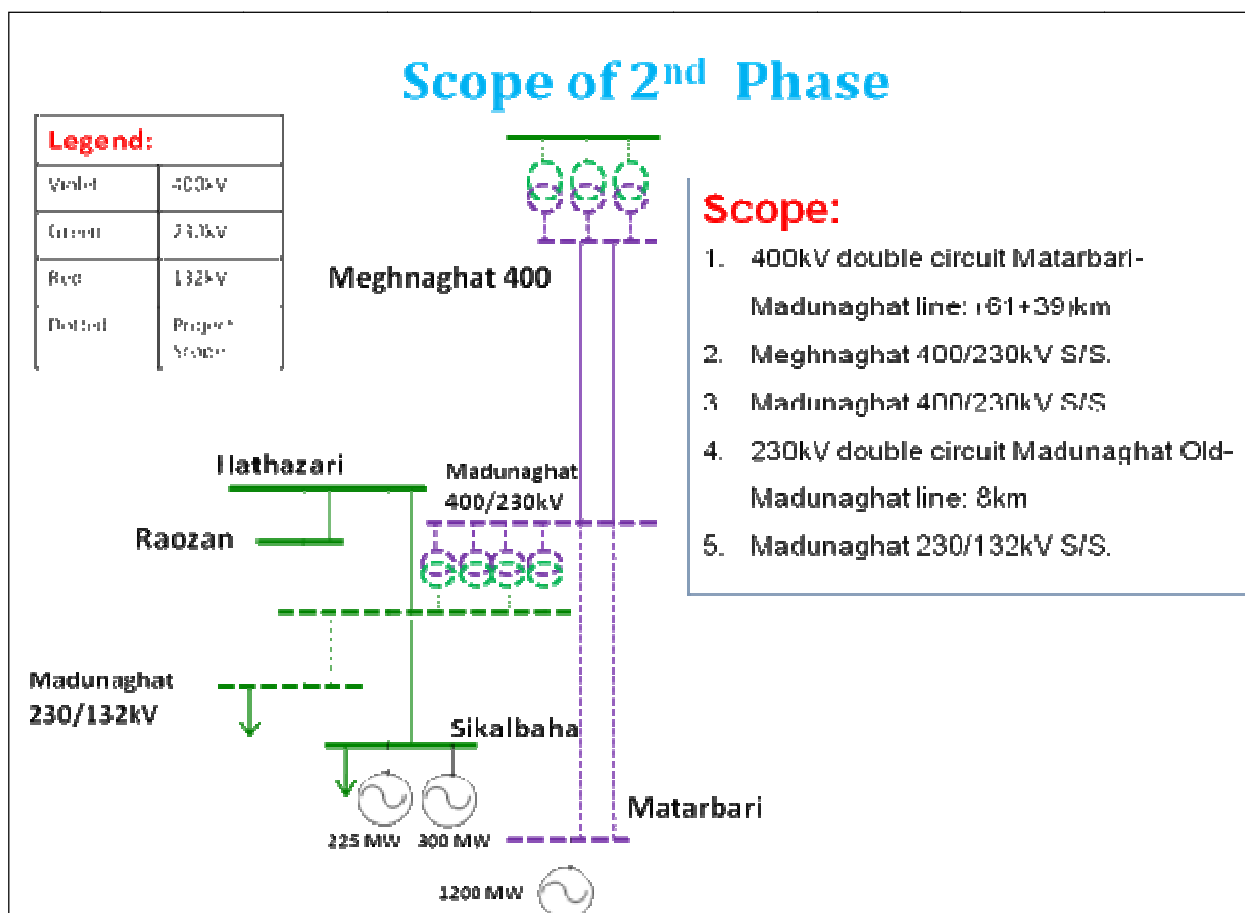 Scope of 2nd Phase
Legend:
Violet 400kV
Green 230kV
Red 132kV
Dotted Project
Scope
Meghnaghat 400
Scope:
1. 400kV double circuit Matarbari-
Madunaghat line: (61+39)km
2. Meghnaghat 400/230kV S/S.
3. Madunaghat 400/230kV S/S
4. 230kV double circuit Madunaghat Old-
Madunaghat line: 8km
5. Madunaghat 230/132kV S/S.
Hathazari
Madunaghat
400/230kV
Raozan
Madunaghat
230/132kV
Sikalbaha
Matarbari
225 MW 300 MW
1200 MW